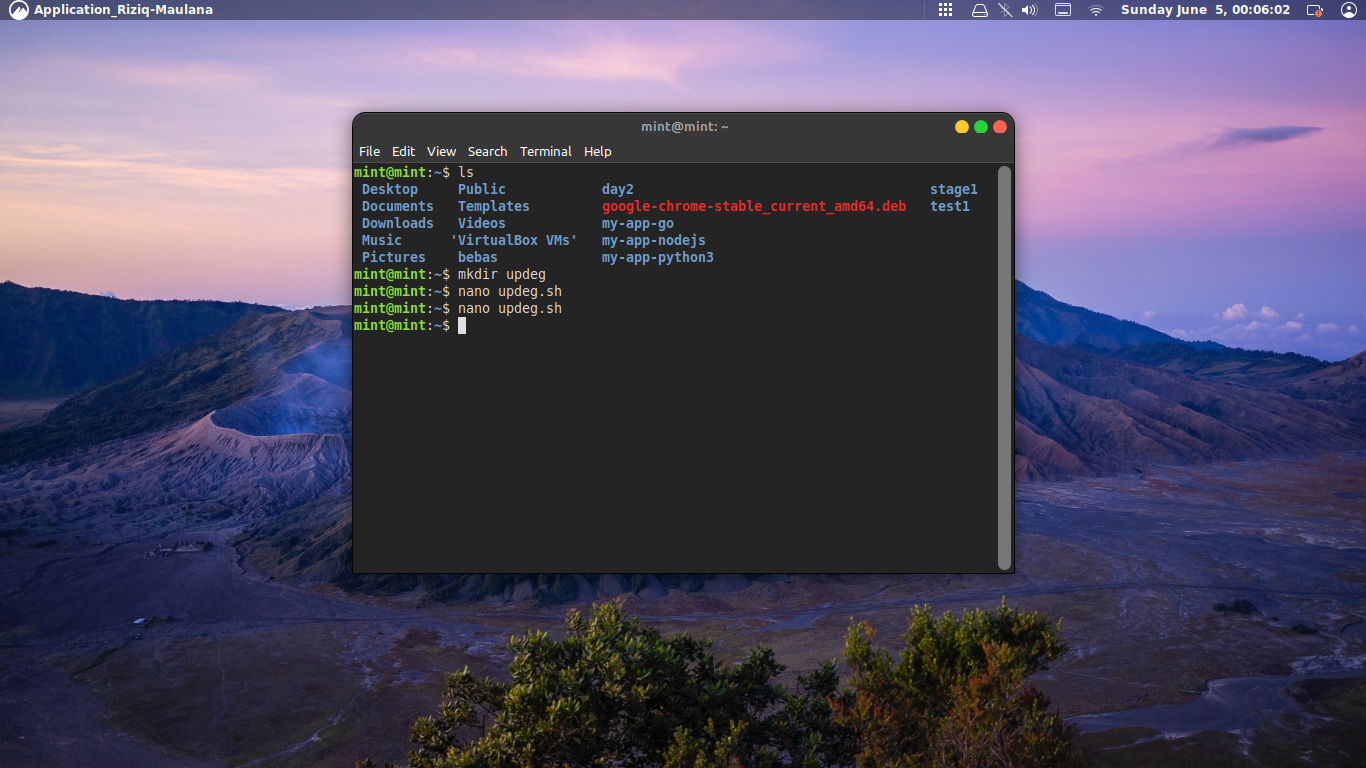 Application_Riziq-Maulana Sunday June 5, 00:06:02
mint@mint: ~
File Edit View Search Terminal Help
mint@mint:~$ ls
Desktop Public day2 stage1
Documents Templates google-chrome-stable_current_amd64.deb test1
Downloads Videos my-app-go
Music 'VirtualBox VMs' my-app-nodejs
Pictures bebas my-app-python3
mint@mint:~$ mkdir updeg
mint@mint:~$ nano updeg.sh
mint@mint:~$ nano updeg.sh
mint@mint:~$